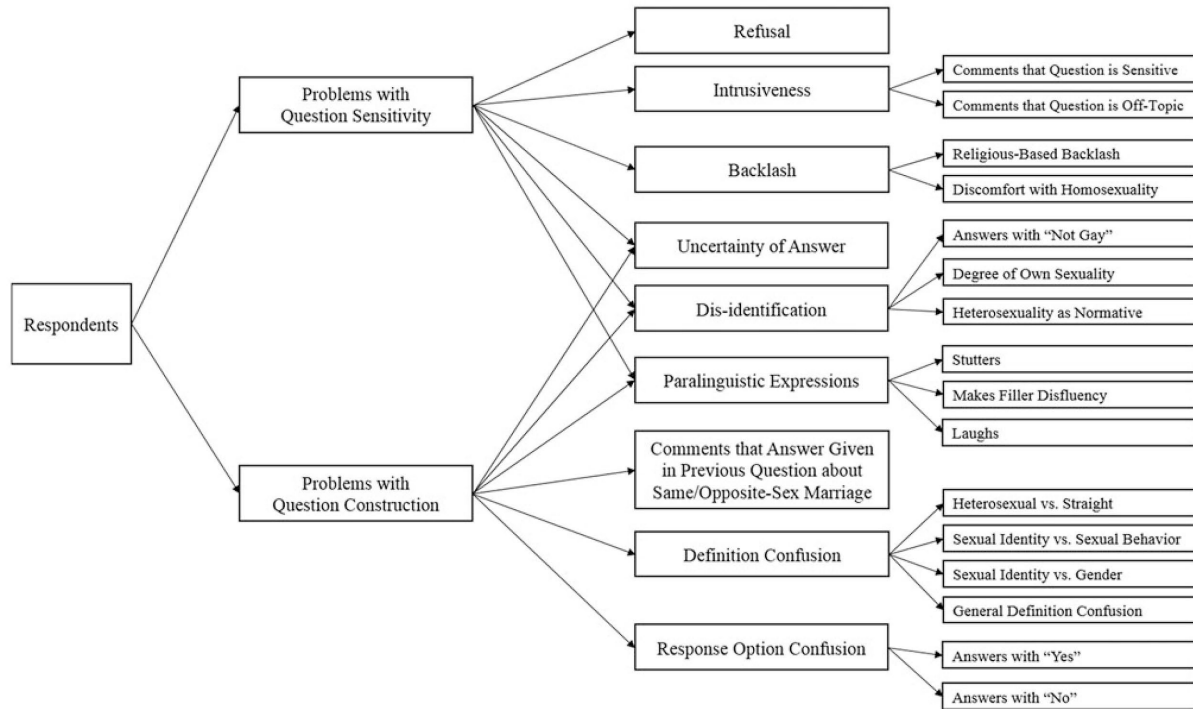 Respondents
Problems with
Question Sensitivity
Problems with
Question Construction
Refusal
Intrusiveness
Backlash
Uncertainty of Answer
Dis-identification
Paralinguistic Expressions
Comments that Answer Given
in Previous Question about
Same/Opposite-Sex Marriage
Definition Confusion
Response Option Confusion
Comments that Question is Sensitive
Comments that Question is Off-Topic
Religious-Based Backlash
Discomfort with Homosexuality
Answers with “Not Gay”
Degree of Own Sexuality
Heterosexuality as Normative
Stutters
Makes Filler Disfluency
Laughs
Heterosexual vs. Straight
Sexual Identity vs. Sexual Behavior
Sexual Identity vs. Gender
General Definition Confusion
Answers with “Yes”
Answers with “No”